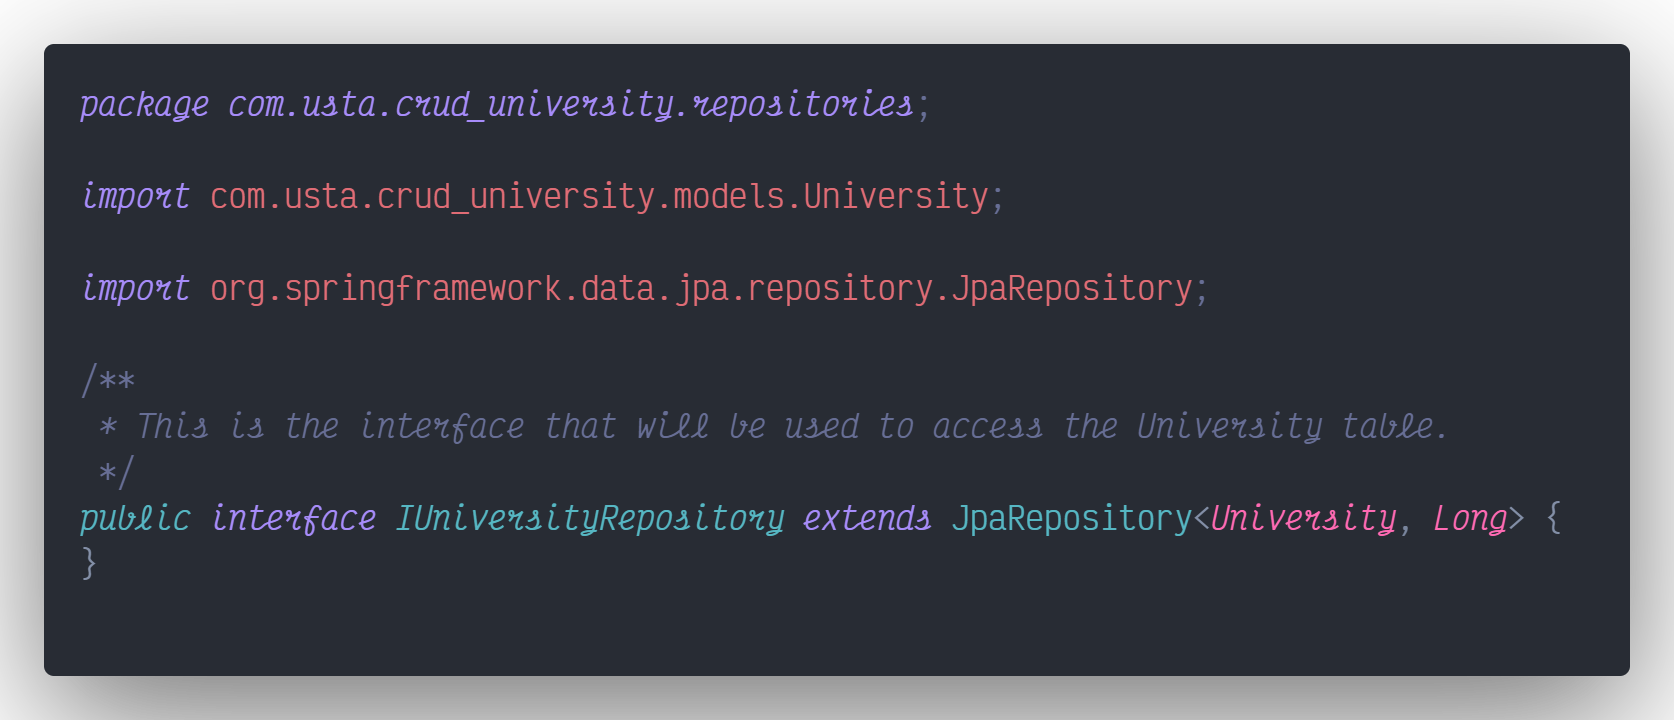 package com.usta.crud_university.repositories;
import com.usta.crud_university.models.University;
import org.springframework.data.jpa.repository.JpaRepository;
/**
 * This is the interface that will be used to access the University table.
 */
public interface IUniversityRepository extends JpaRepository<University, Long> {
}